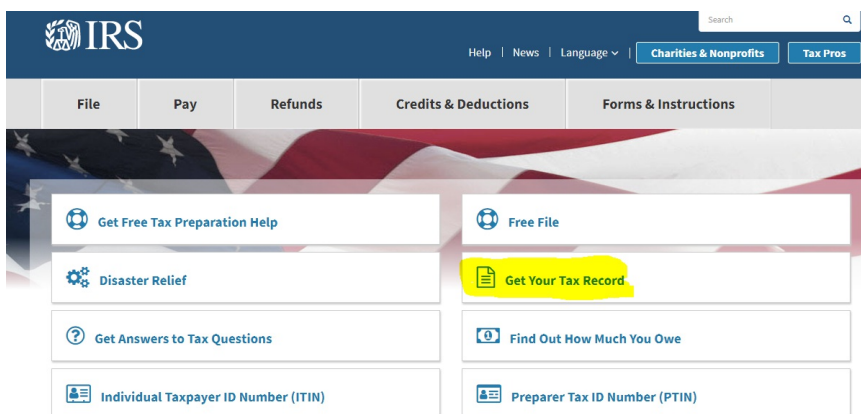 Search
IRS
Help | News | Language | Charities & Nonprofits Tax Pros
File Pay Refunds Credits & Deductions Forms & Instructions
Get Free Tax Preparation Help
Free File
Disaster Relief
Get Your Tax Record
Get Answers to Tax Questions
Find Out How Much You Owe
Individual Taxpayer ID Number (ITIN)
Preparer Tax ID Number (PTIN)